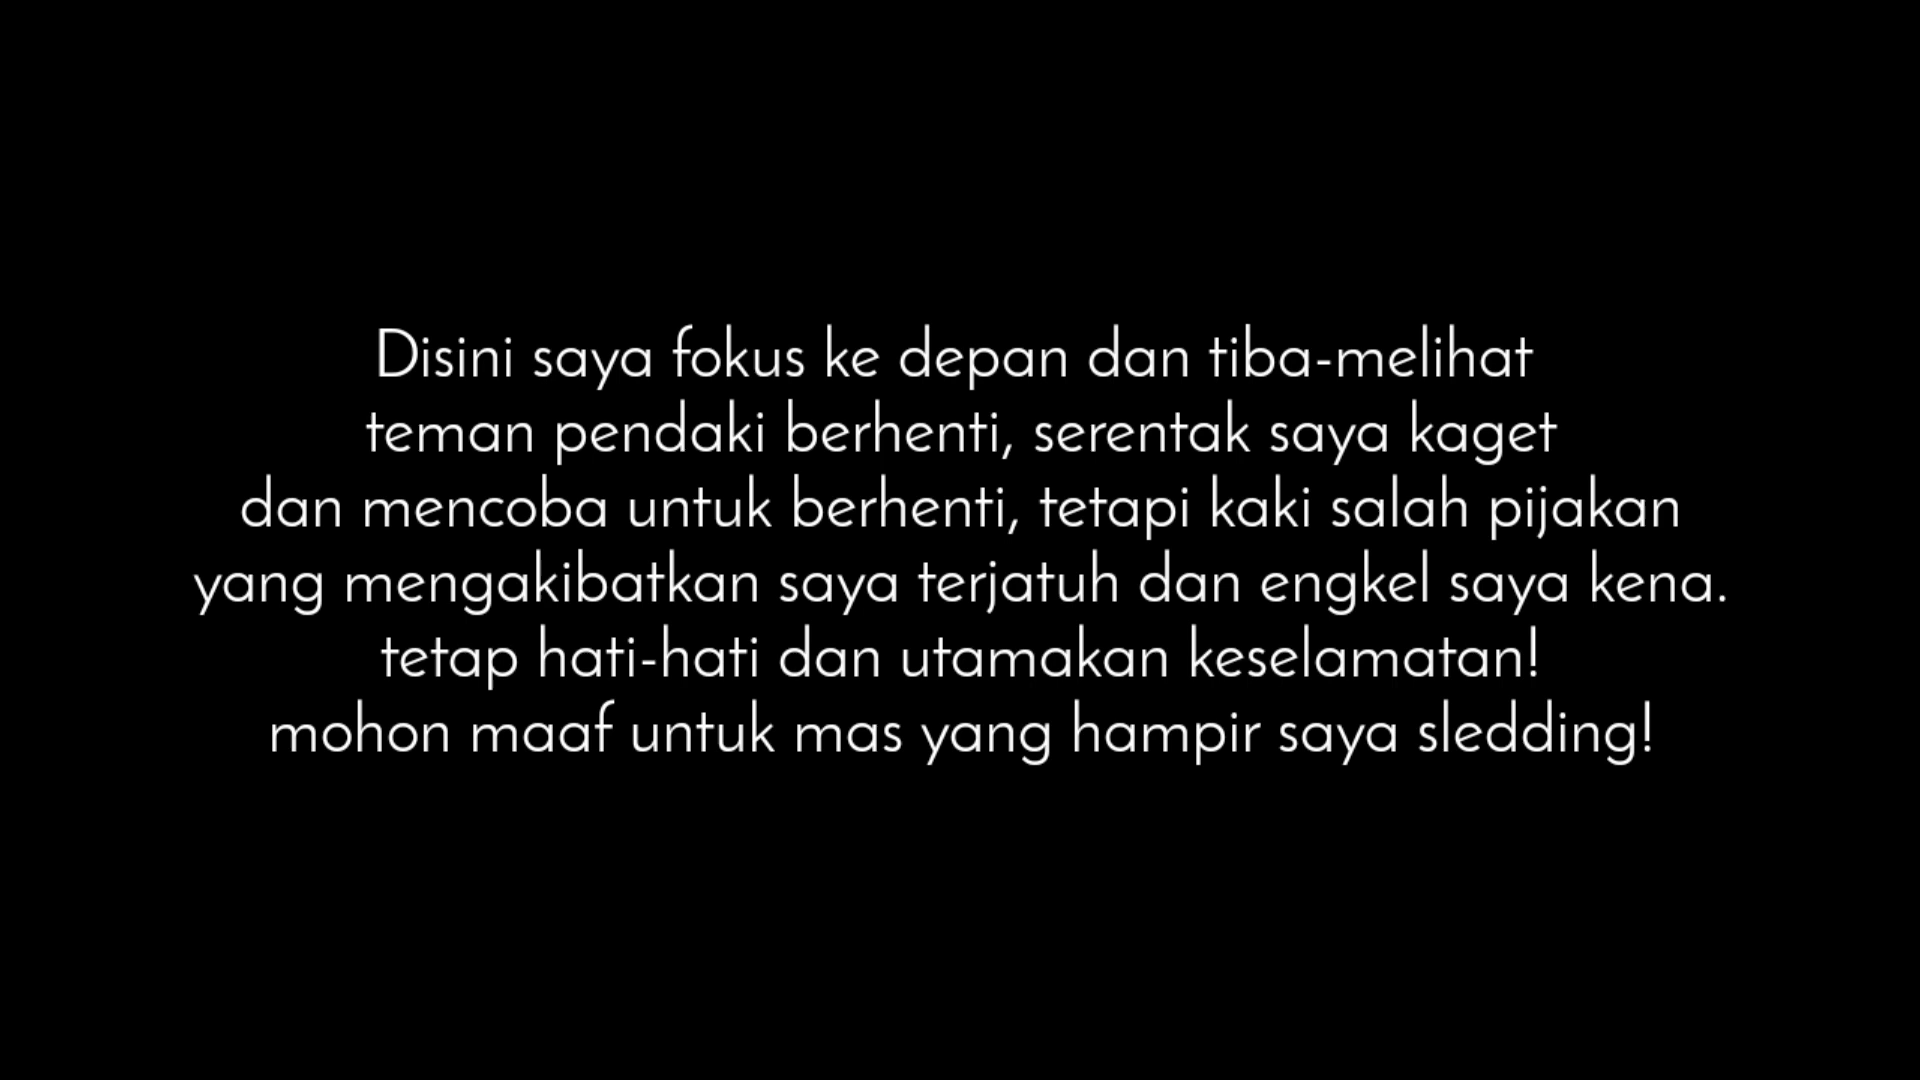 Disini saya fokus ke depan dan tiba-melihat
teman pendaki berhenti, serentak saya kaget
dan mencoba untuk berhenti, tetapi kaki salah pijakan
yang mengakibatkan saya terjatuh dan engkel saya kena.
tetap hati-hati dan utamakan keselamatan!
mohon maaf untuk mas yang hampir saya sledding!